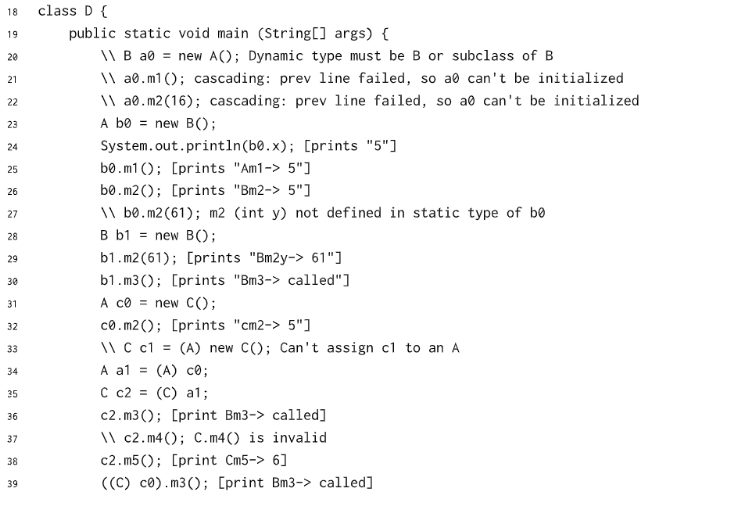 18 class D {
19 public static void main (String[] args) {
20 \\ B a0 = new A(); Dynamic type must be B or subclass of B
21 \\ a0.m1(); cascading: prev line failed, so a0 can't be initialized
22 \\ a0.m2(16); cascading: prev line failed, so a0 can't be initialized
23 A b0 = new B();
24 System.out.println(b0.x); [prints "5"]
25 b0.m1(); [prints "Am1-> 5"]
26 b0.m2(); [prints "Bm2-> 5"]
27 \\ b0.m2(61); m2 (int y) not defined in static type of b0
28 B b1 = new B();
29 b1.m2(61); [prints "Bm2y-> 61"]
30 b1.m3(); [prints "Bm3-> called"]
31 A c0 = new C();
32 c0.m2(); [prints "cm2-> 5"]
33 \\ C c1 = (A) new C(); Can't assign c1 to an A
34 A a1 = (A) c0;
35 C c2 = (C) a1;
36 c2.m3(); [print Bm3-> called]
37 \\ c2.m4(); C.m4() is invalid
38 c2.m5(); [print Cm5-> 6]
39 ((C) c0).m3(); [print Bm3-> called]